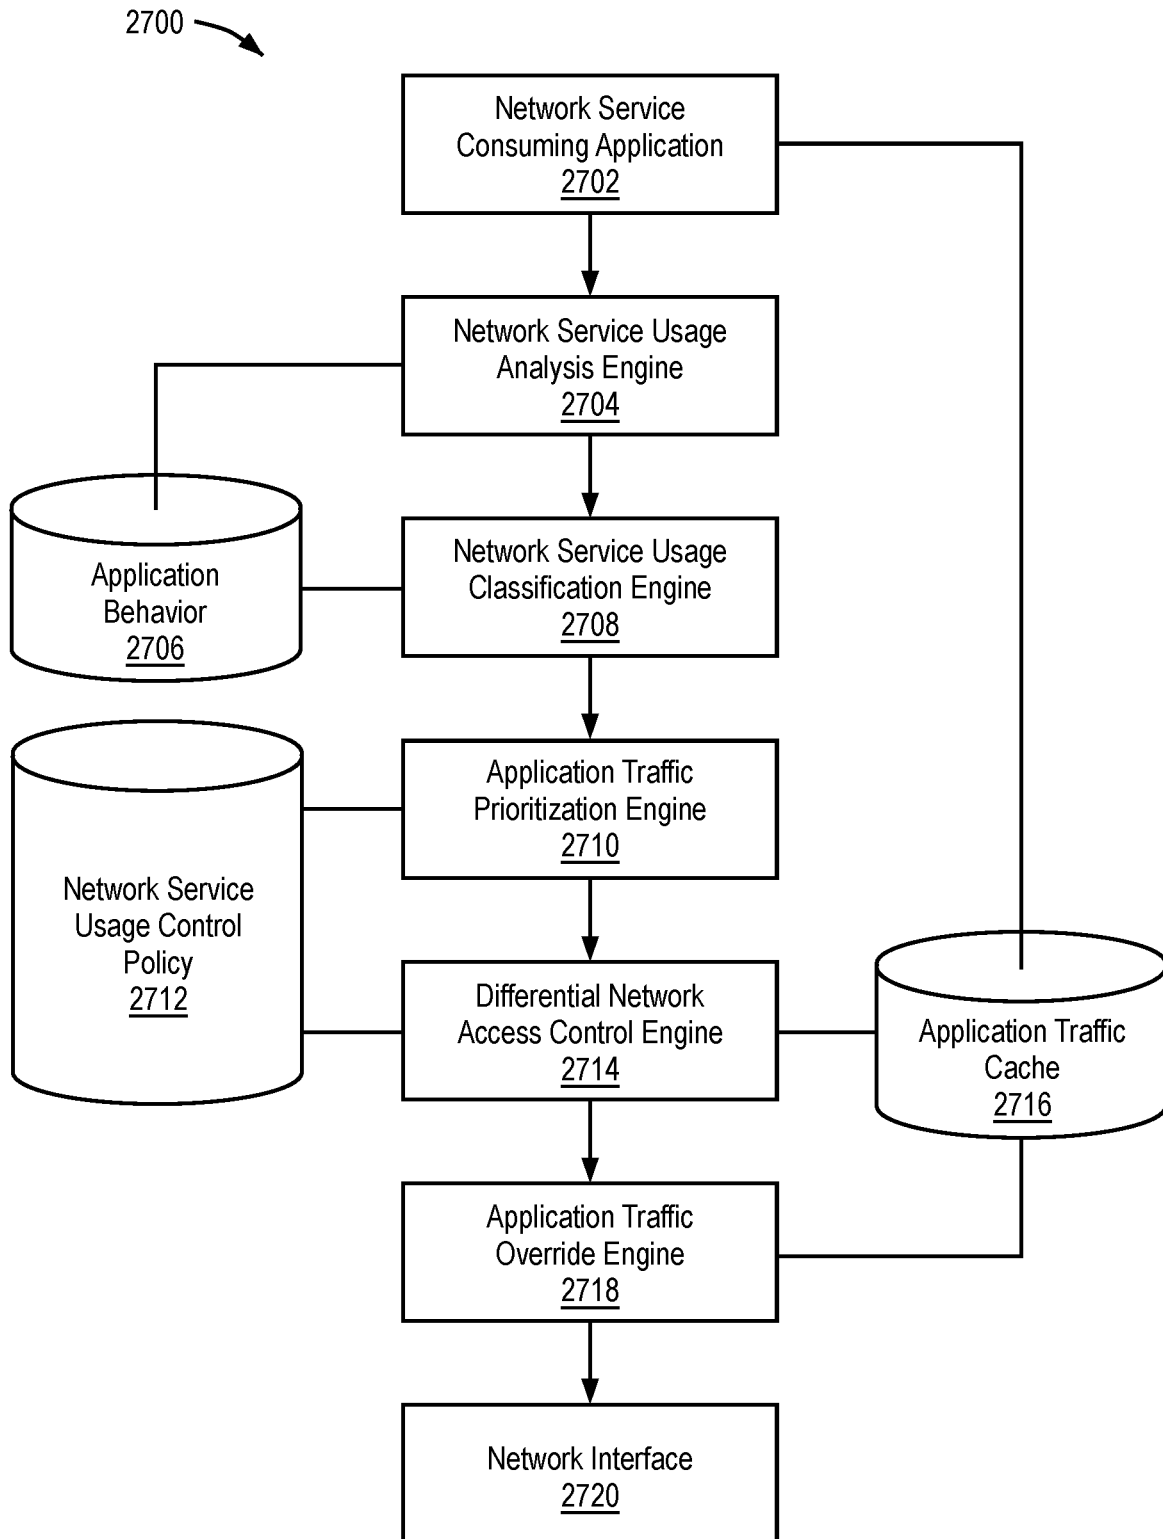 2700
Network Service
Consuming Application
2702
Network Service Usage
Analysis Engine
2704
Application
Behavior
2706
Network Service Usage
Classification Engine
2708
Application Traffic
Prioritization Engine
2710
Network Service
Usage Control
Policy
2712
Differential Network
Access Control Engine
2714
Application Traffic
Cache
2716
Application Traffic
Override Engine
2718
Network Interface
2720